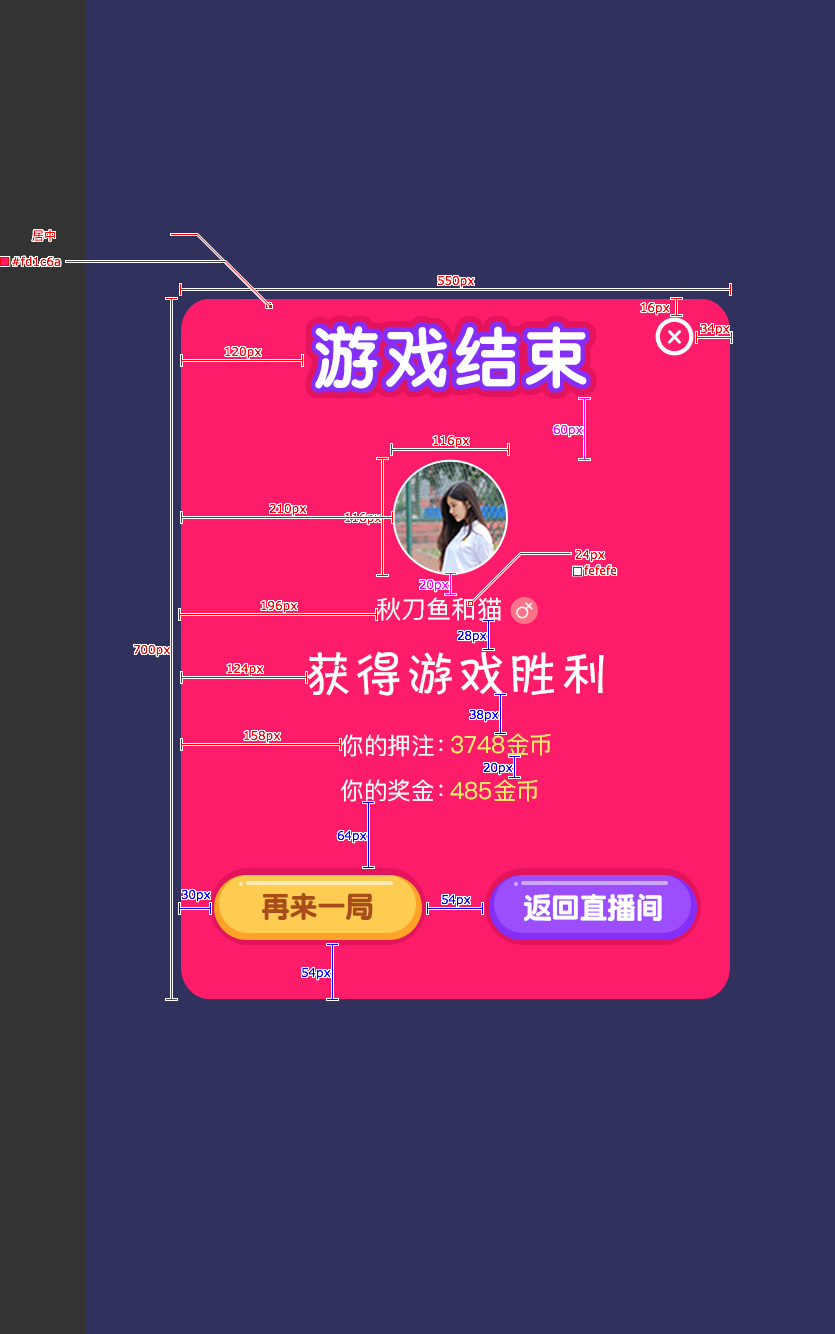 居中
#fd1c6a
550px
16px
34px
120px
游戏结束
60px
116px
210px
116px
24px
fefefe
20px
196px
秋刀鱼和猫
28px
700px
124px
获得游戏胜利
38px
158px
你的押注:3748金币
20px
你的奖金:485金币
64px
30px
再来一局
54px
返回直播间
54px